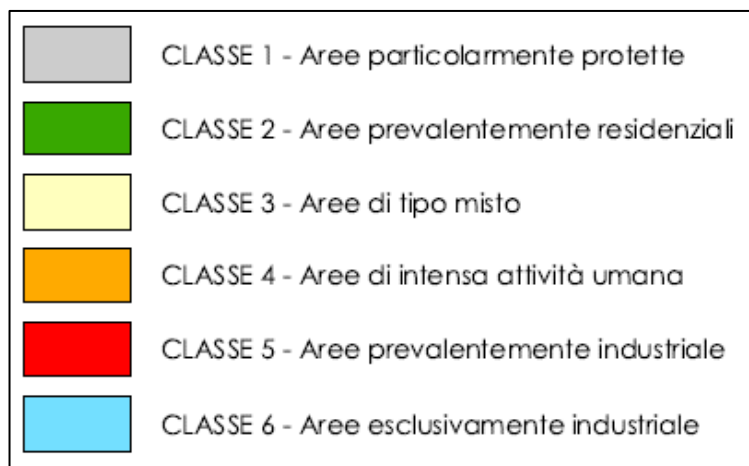 CLASSE 1 - Aree particolarmente protette
CLASSE 2 - Aree prevalentemente residenziali
CLASSE 3 - Aree di tipo misto
CLASSE 4 - Aree di intensa attività umana
CLASSE 5 - Aree prevalentemente industriale
CLASSE 6 - Aree esclusivamente industriale